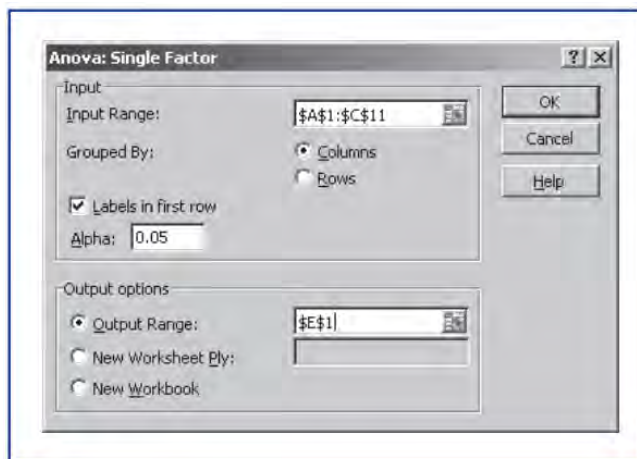 Anova: Single Factor
Input
Input Range: $A$1:$C$11
Grouped By: Columns
Rows
Labels in first row
Alpha: 0.05
Output options
Output Range: $E$1
New Worksheet Ply:
New Workbook
OK
Cancel
Help